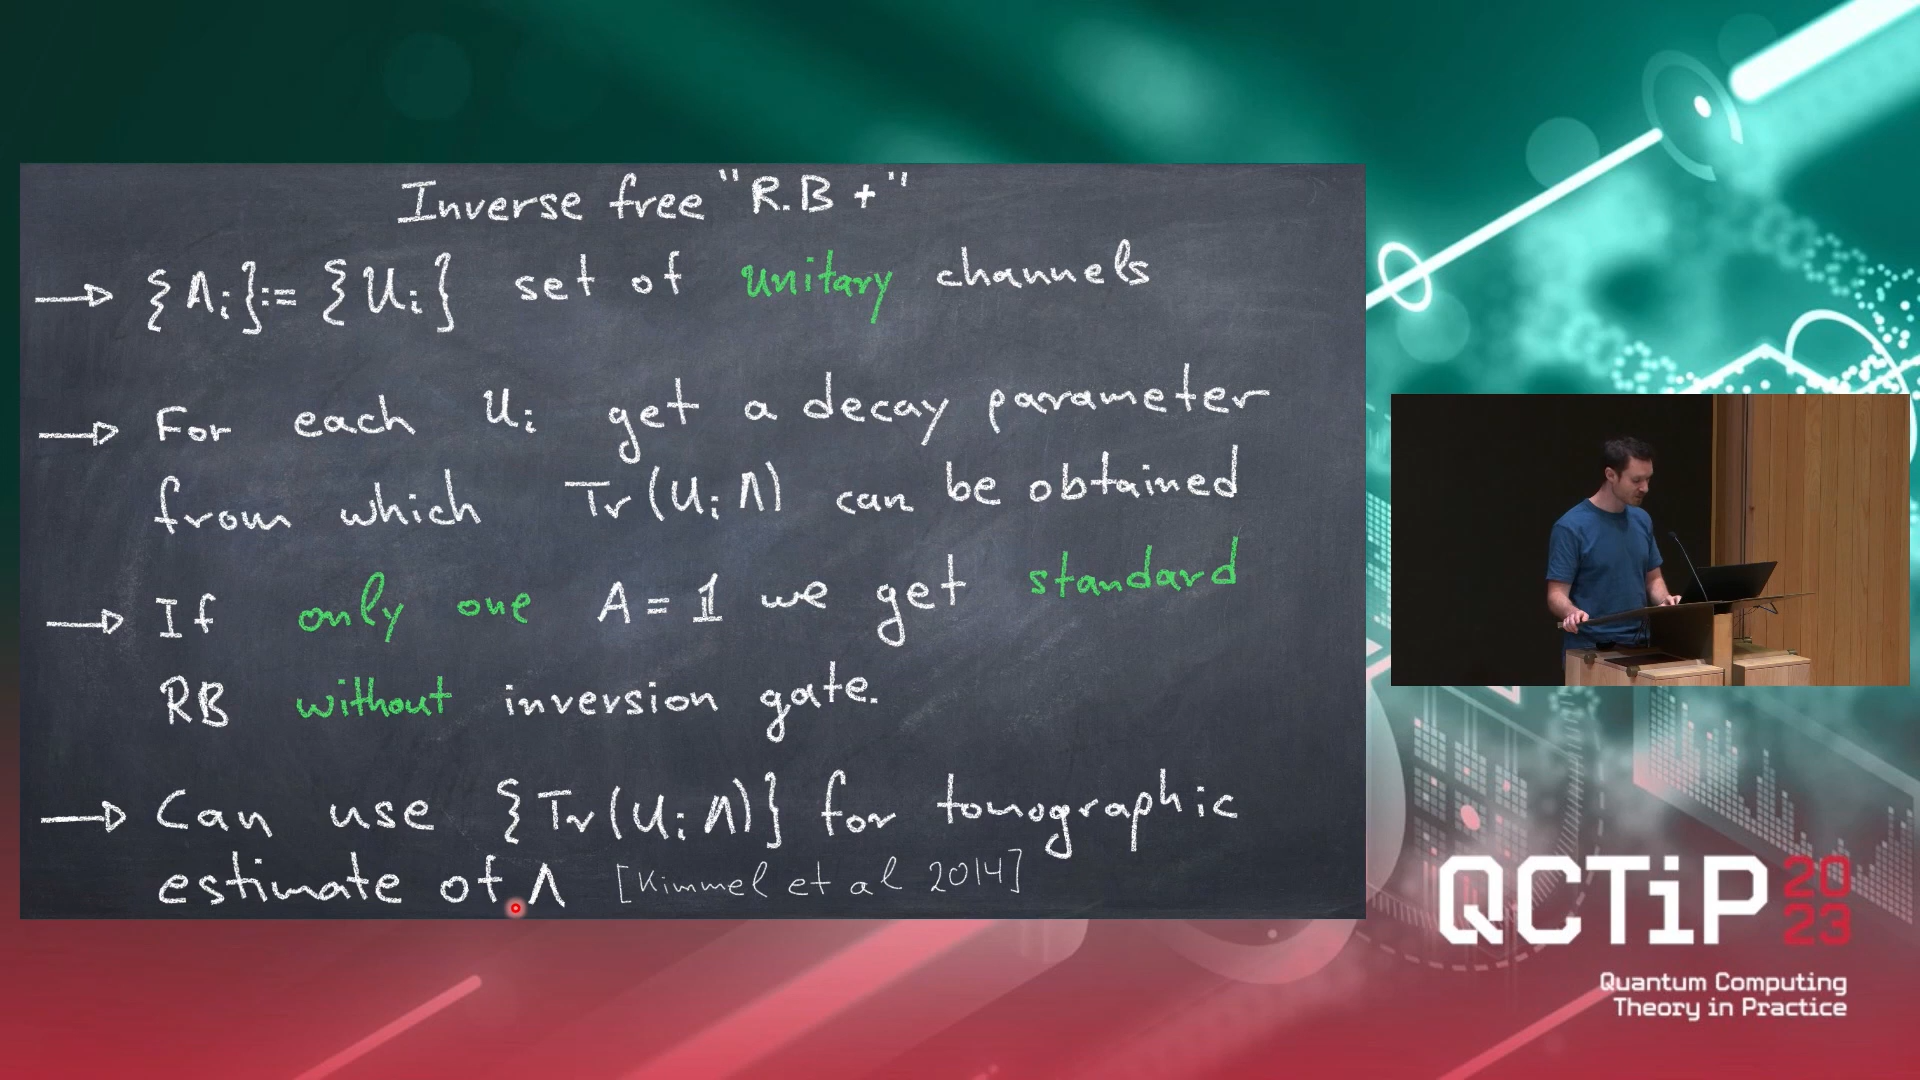 Inverse free "R.B +"
→ {Λi} := {Ui} set of unitary channels
→ For each Ui get a decay parameter
from which Tr(UiΛ) can be obtained
→ If only one A = 1 we get standard
RB without inversion gate.
→ Can use {Tr(UiΛ)} for tomographic
estimate of Λ [Kimmel et al 2014]
QCTiP 2023
Quantum Computing
Theory in Practice